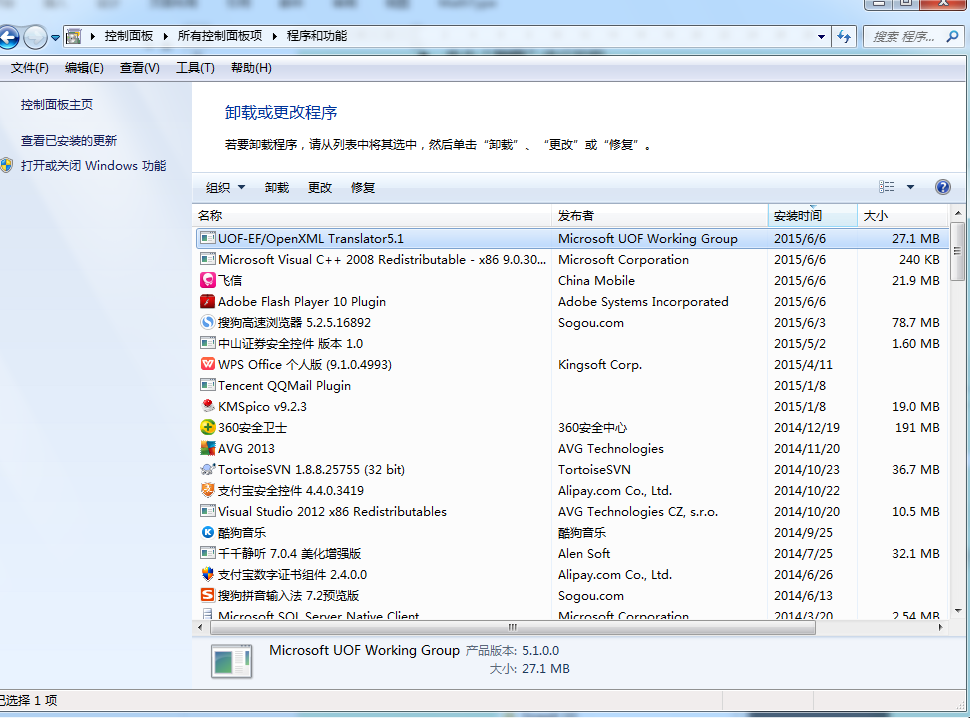 控制面板 所有控制面板项 程序和功能 搜索 程序...
文件(F) 编辑(E) 查看(V) 工具(T) 帮助(H)
控制面板主页
查看已安装的更新
打开或关闭 Windows 功能
卸载或更改程序
若要卸载程序，请从列表中将其选中，然后单击“卸载”、“更改”或“修复”。
组织 卸载 更改 修复
名称 发布者 安装时间 大小
UOF-EF/OpenXML Translator5.1 Microsoft UOF Working Group 2015/6/6 27.1 MB
Microsoft Visual C++ 2008 Redistributable - x86 9.0.30... Microsoft Corporation 2015/6/6 240 KB
飞信 China Mobile 2015/6/6 21.9 MB
Adobe Flash Player 10 Plugin Adobe Systems Incorporated 2015/6/6
搜狗高速浏览器 5.2.5.16892 Sogou.com 2015/6/3 78.7 MB
中山证券安全控件 版本 1.0 2015/5/2 1.60 MB
WPS Office 个人版 (9.1.0.4993) Kingsoft Corp. 2015/4/11
Tencent QQMail Plugin 2015/1/8
KMSpico v9.2.3 2015/1/8 19.0 MB
360安全卫士 360安全中心 2014/12/19 191 MB
AVG 2013 AVG Technologies 2014/11/20
TortoiseSVN 1.8.8.25755 (32 bit) TortoiseSVN 2014/10/23 36.7 MB
支付宝安全控件 4.4.0.3419 Alipay.com Co., Ltd. 2014/10/22
Visual Studio 2012 x86 Redistributables AVG Technologies CZ, s.r.o. 2014/10/20 10.5 MB
酷狗音乐 酷狗音乐 2014/9/25
千千静听 7.0.4 美化增强版 Alen Soft 2014/7/25 32.1 MB
支付宝数字证书组件 2.4.0.0 Alipay.com Co., Ltd. 2014/6/26
搜狗拼音输入法 7.2预览版 Sogou.com 2014/6/13
Microsoft SQL Server Native Client Microsoft Corporation 2014/3/20 2.54 MB
Microsoft UOF Working Group 产品版本: 5.1.0.0
大小: 27.1 MB
已选择 1 项